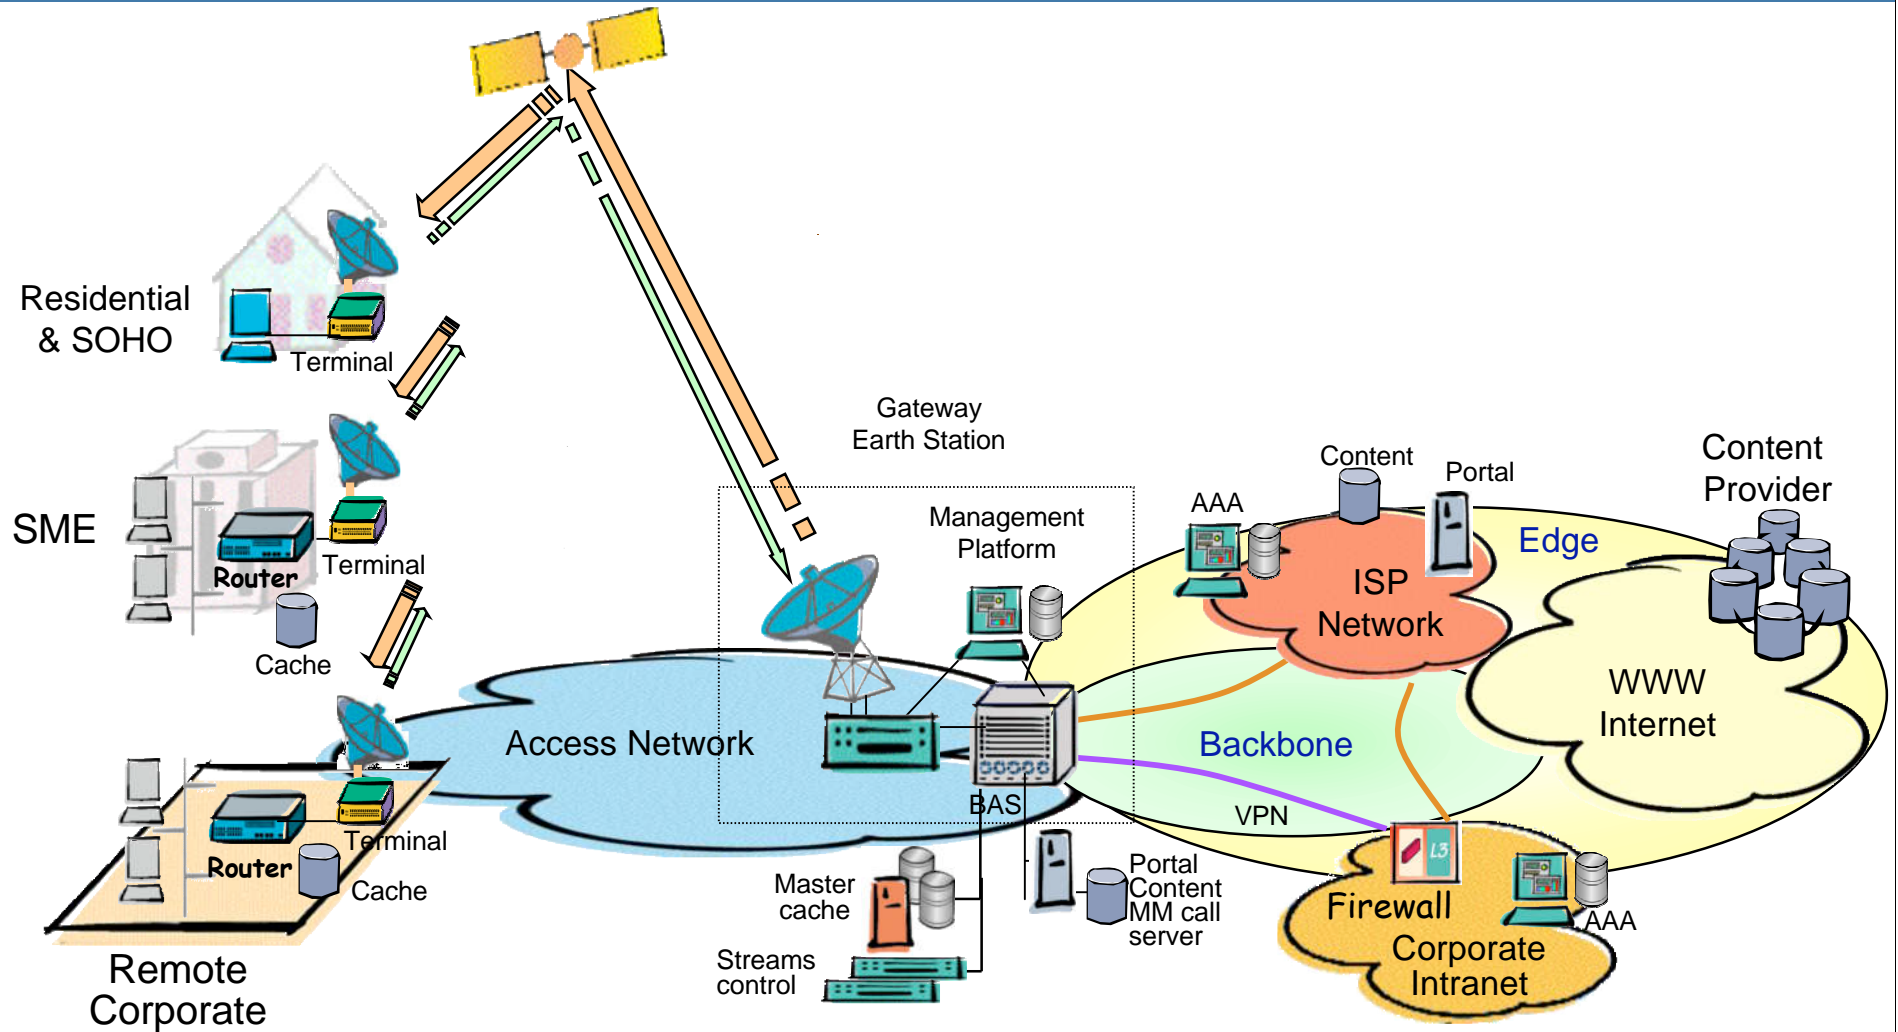 Residential
& SOHO
Terminal
SME
Router
Terminal
Cache
Router
Terminal
Cache
Remote
Corporate
Gateway
Earth Station
Management
Platform
Access Network
BAS
Master
cache
Streams
control
Portal
Content
MM call
server
AAA
Content
Portal
Edge
ISP
Network
Content
Provider
WWW
Internet
Backbone
VPN
L3
Firewall
AAA
Corporate
Intranet